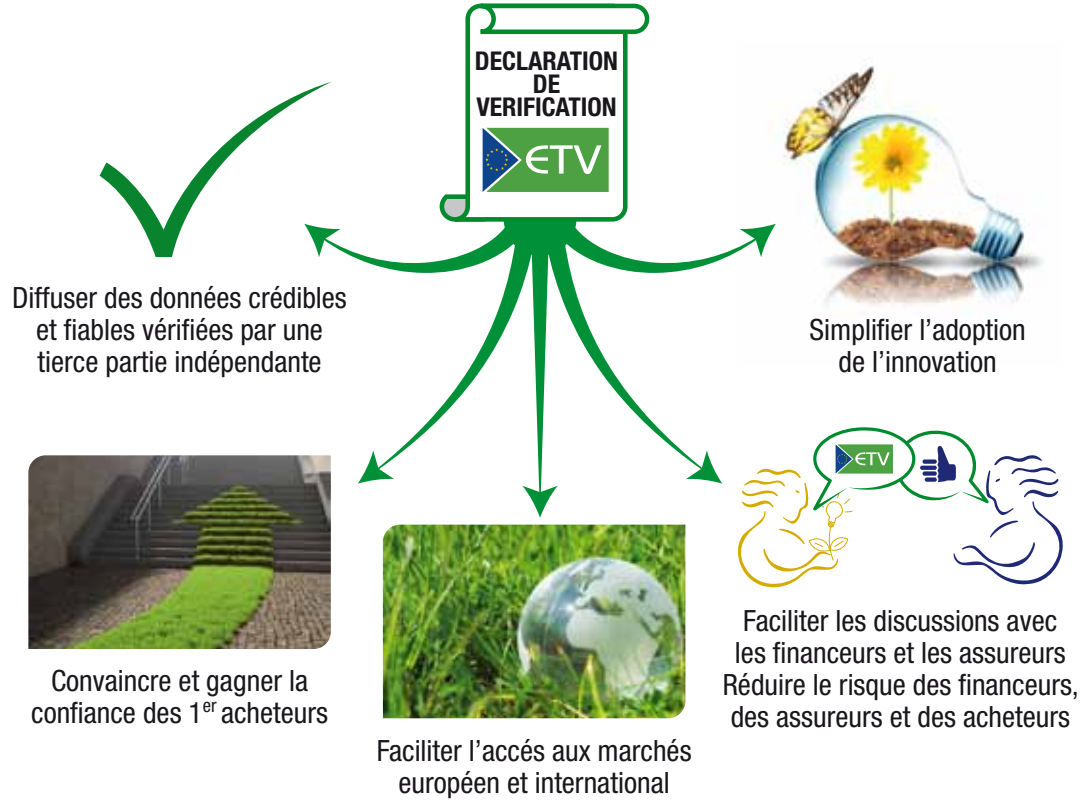 DECLARATION
DE
VERIFICATION
ETV
Diffuser des données crédibles
et fiables vérifiées par une
tierce partie indépendante
Simplifier l’adoption
de l’innovation
Convaincre et gagner la
confiance des 1er acheteurs
Faciliter l’accés aux marchés
européen et international
ETV
Faciliter les discussions avec
les financeurs et les assureurs
Réduire le risque des financeurs,
des assureurs et des acheteurs